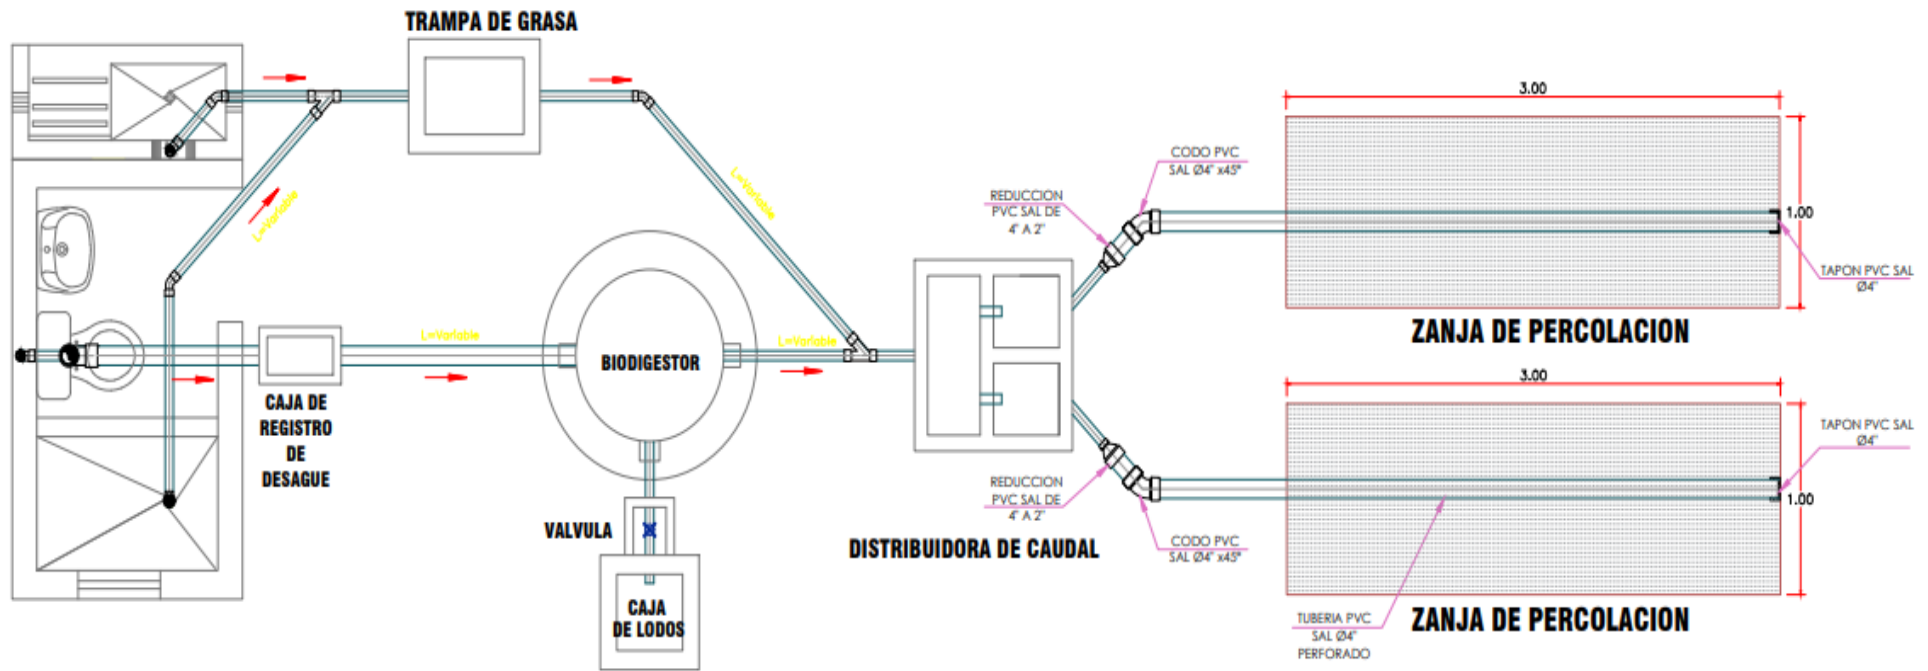 TRAMPA DE GRASA
L=Variable
L=Variable
L=Variable
L=Variable
CAJA DE
REGISTRO
DE
DESAGUE
BIODIGESTOR
VALVULA
CAJA
DE LODOS
DISTRIBUIDORA DE CAUDAL
REDUCCION
PVC SAL DE
4" A 2"
CODO PVC
SAL Ø4" x45°
3.00
1.00
TAPON PVC SAL
Ø4"
ZANJA DE PERCOLACION
REDUCCION
PVC SAL DE
4" A 2"
CODO PVC
SAL Ø4" x45°
3.00
1.00
TAPON PVC SAL
Ø4"
TUBERIA PVC
SAL Ø4"
PERFORADO
ZANJA DE PERCOLACION